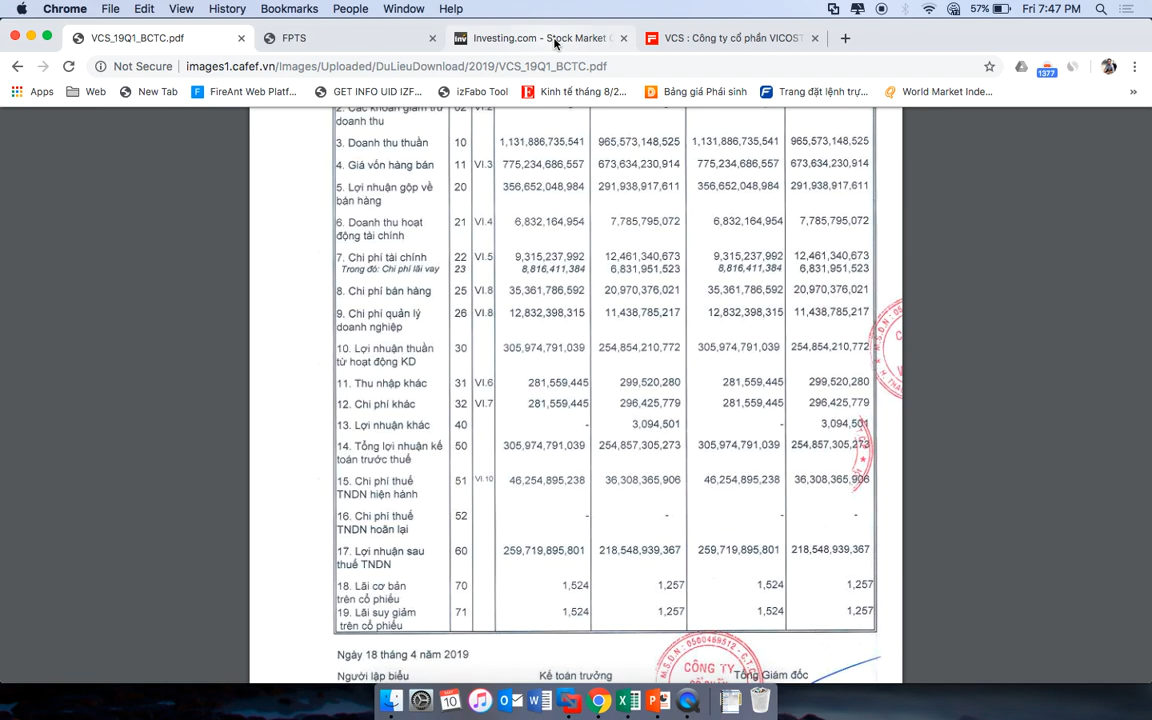 Chrome File Edit View History Bookmarks People Window Help 57% Fri 7:47 PM
VCS_19Q1_BCTC.pdf FPTS Investing.com - Stock Market VCS : Công ty cổ phần VICOST
Not Secure images1.cafef.vn/Images/Uploaded/DuLieuDownload/2019/VCS_19Q1_BCTC.pdf 1377
Apps Web New Tab FireAnt Web Platf... GET INFO UID IZF... izFabo Tool Kinh tế tháng 8/2... Bảng giá Phái sinh Trang đặt lệnh trự... World Market Inde... »
2. Các khoản giảm trừ 02 VI.2
doanh thu
3. Doanh thu thuần 10 1,131,886,735,541 965,573,148,525 1,131,886,735,541 965,573,148,525
4. Giá vốn hàng bán 11 VI.3 775,234,686,557 673,634,230,914 775,234,686,557 673,634,230,914
5. Lợi nhuận gộp về 20 356,652,048,984 291,938,917,611 356,652,048,984 291,938,917,611
bán hàng
6. Doanh thu hoạt 21 VI.4 6,832,164,954 7,785,795,072 6,832,164,954 7,785,795,072
động tài chính
7. Chi phí tài chính 22 VI.5 9,315,237,992 12,461,340,673 9,315,237,992 12,461,340,673
Trong đó: Chi phí lãi vay 23 8,816,411,384 6,831,951,523 8,816,411,384 6,831,951,523
8. Chi phí bán hàng 25 VI.8 35,361,786,592 20,970,376,021 35,361,786,592 20,970,376,021
9. Chi phí quản lý 26 VI.8 12,832,398,315 11,438,785,217 12,832,398,315 11,438,785,217
doanh nghiệp
10. Lợi nhuận thuần 30 305,974,791,039 254,854,210,772 305,974,791,039 254,854,210,772
từ hoạt động KD
11. Thu nhập khác 31 VI.6 281,559,445 299,520,280 281,559,445 299,520,280
12. Chi phí khác 32 VI.7 281,559,445 296,425,779 281,559,445 296,425,779
13. Lợi nhuận khác 40 - 3,094,501 - 3,094,501
14. Tổng lợi nhuận kế 50 305,974,791,039 254,857,305,273 305,974,791,039 254,857,305,273
toán trước thuế
15. Chi phí thuế 51 VI.10 46,254,895,238 36,308,365,906 46,254,895,238 36,308,365,906
TNDN hiện hành
16. Chi phí thuế 52 - - - -
TNDN hoãn lại
17. Lợi nhuận sau 60 259,719,895,801 218,548,939,367 259,719,895,801 218,548,939,367
thuế TNDN
18. Lãi cơ bản 70 1,524 1,257 1,524 1,257
trên cổ phiếu
19. Lãi suy giảm 71 1,524 1,257 1,524 1,257
trên cổ phiếu
Ngày 18 tháng 4 năm 2019
M.S.D.N: 0500469512 - C.T.C
CÔNG TY
Người lập biểu Kế toán trưởng Tổng Giám đốc